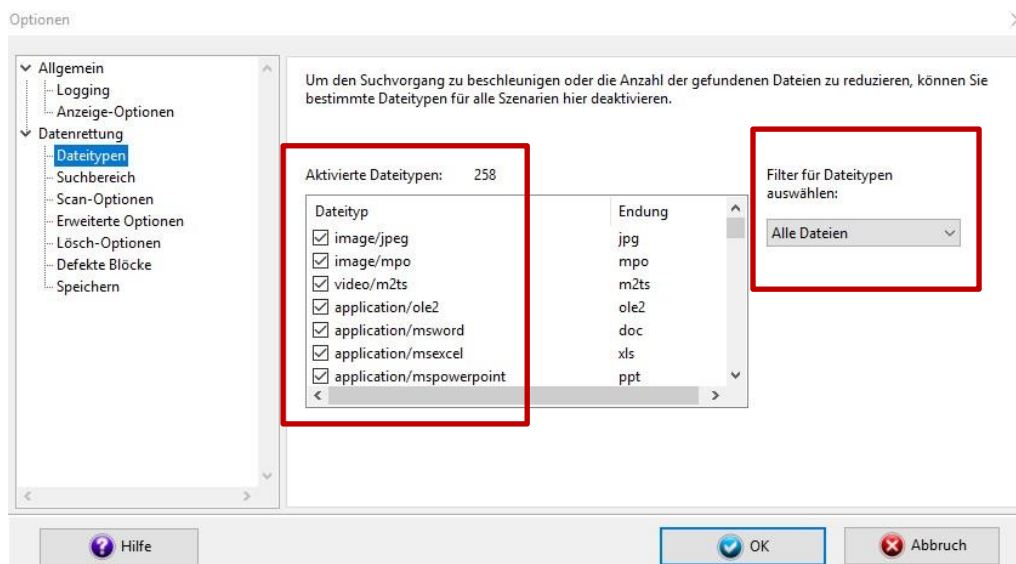 Optionen
Allgemein
Logging
Anzeige-Optionen
Datenrettung
Dateitypen
Suchbereich
Scan-Optionen
Erweiterte Optionen
Lösch-Optionen
Defekte Blöcke
Speichern
Um den Suchvorgang zu beschleunigen oder die Anzahl der gefundenen Dateien zu reduzieren, können Sie
bestimmte Dateitypen für alle Szenarien hier deaktivieren.
Aktivierte Dateitypen: 258
Dateityp Endung
image/jpeg jpg
image/mpo mpo
video/m2ts m2ts
application/ole2 ole2
application/msword doc
application/msexcel xls
application/mspowerpoint ppt
Filter für Dateitypen
auswählen:
Alle Dateien
Hilfe
OK
Abbruch